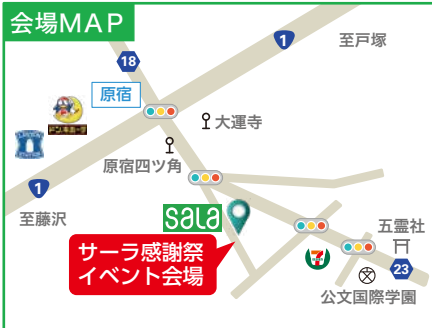 会場MAP
1
至戸塚
18
原宿
ドン.キホーテ
大運寺
原宿四ツ角
1
至藤沢
sala
サーラ感謝祭
イベント会場
五霊社
7
23
公文国際学園